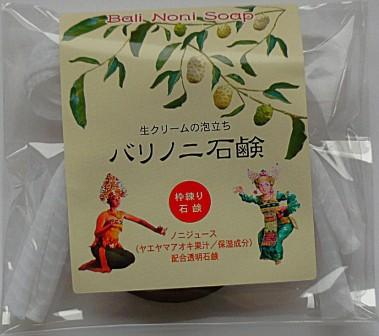 Bali Noni Soap
生クリームの泡立ち
バリノニ石鹸
枠練り
石鹸
ノニジュース
(ヤエヤマアオキ果汁／保湿成分)
配合透明石鹸